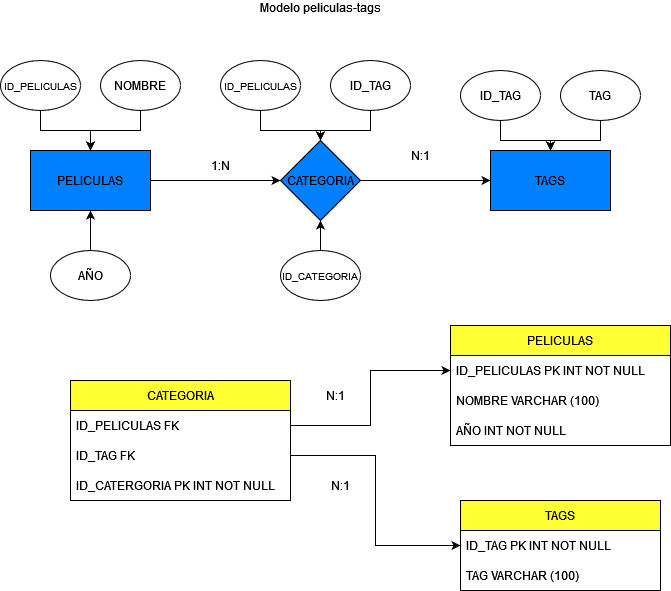 Modelo peliculas-tags
ID_PELICULAS
NOMBRE
ID_PELICULAS
ID_TAG
ID_TAG
TAG
PELICULAS
1:N
CATEGORIA
N:1
TAGS
AÑO
ID_CATEGORIA
PELICULAS
ID_PELICULAS PK INT NOT NULL
NOMBRE VARCHAR (100)
AÑO INT NOT NULL
CATEGORIA
ID_PELICULAS FK
ID_TAG FK
ID_CATERGORIA PK INT NOT NULL
N:1
N:1
TAGS
ID_TAG PK INT NOT NULL
TAG VARCHAR (100)